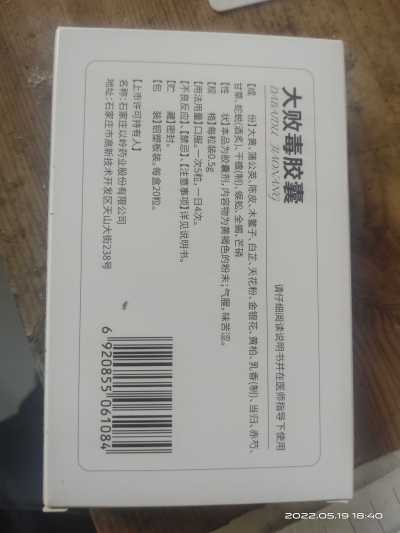 大败毒胶囊
DABAIDU JIAONANG
请仔细阅读说明书并在医师指导下使用
【成　份】大黄、蒲公英、陈皮、木鳖子、白芷、天花粉、金银花、黄柏、乳香(制)、当归、赤芍、
甘草、蛇蜕(酒炙)、干蟾(制)、蜈蚣、全蝎、芒硝
【性　状】本品为胶囊剂，内容物为黄褐色的粉末；气腥，味苦涩。
【规　格】每粒装0.5g
【用法用量】口服，一次5粒，一日4次。
【不良反应】、【禁忌】、【注意事项】详见说明书。
【贮　藏】密封。
【包　装】铝塑板装，每盒20粒。
【上市许可持有人】
名称：石家庄以岭药业股份有限公司
地址：石家庄市高新技术开发区天山大街238号
6 920855 061084
2022.05.19 18:40